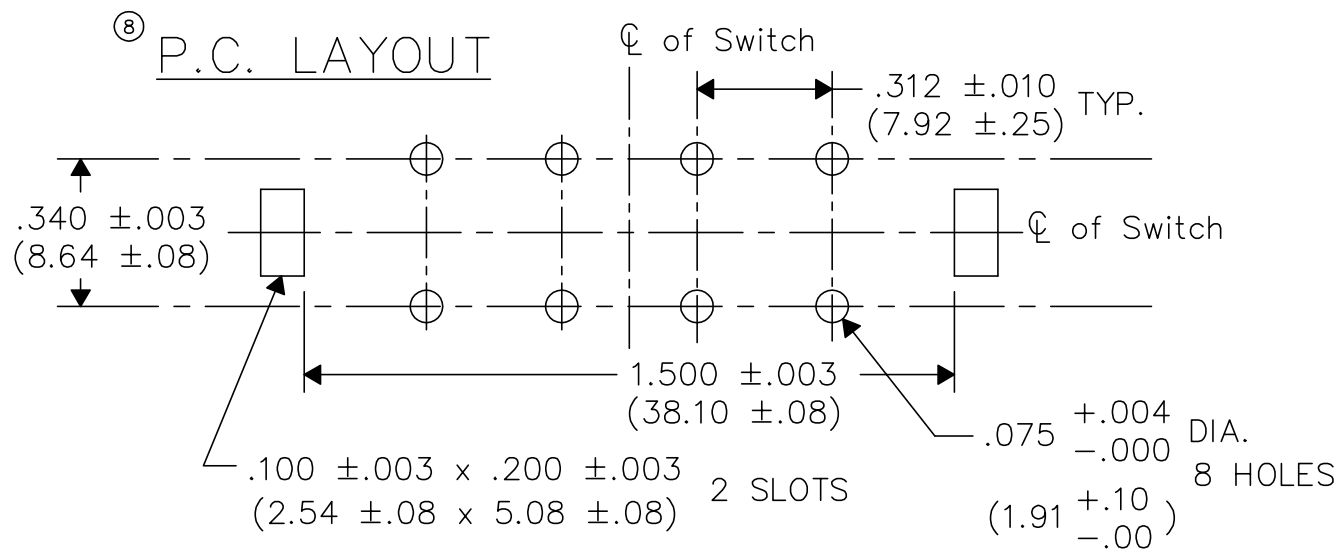 ⑧ P.C. LAYOUT
℄ of Switch
.312 ±.010 TYP.
(7.92 ±.25)
.340 ±.003
(8.64 ±.08)
℄ of Switch
1.500 ±.003
(38.10 ±.08)
.100 ±.003 x .200 ±.003 2 SLOTS
(2.54 ±.08 x 5.08 ±.08)
.075 +.004 -.000 DIA.
8 HOLES
(1.91 +.10 -.00 )